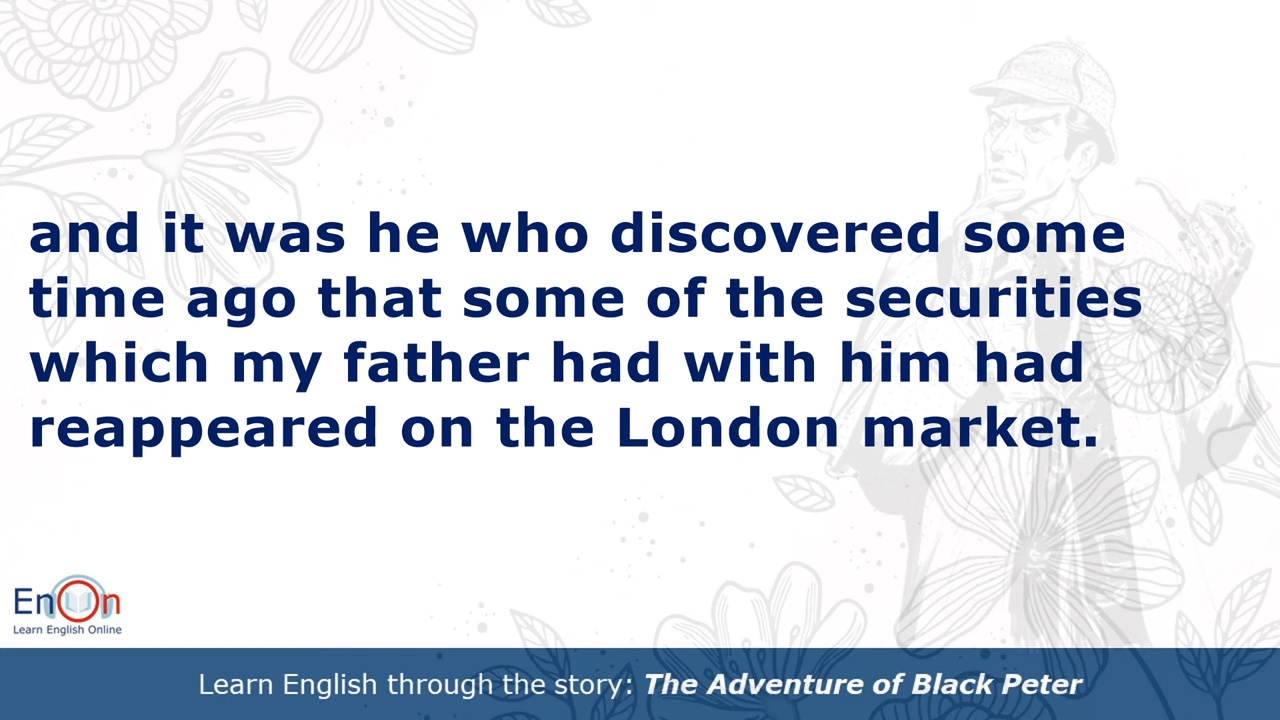 and it was he who discovered some
time ago that some of the securities
which my father had with him had
reappeared on the London market.
EnOn
Learn English Online
Learn English through the story: The Adventure of Black Peter